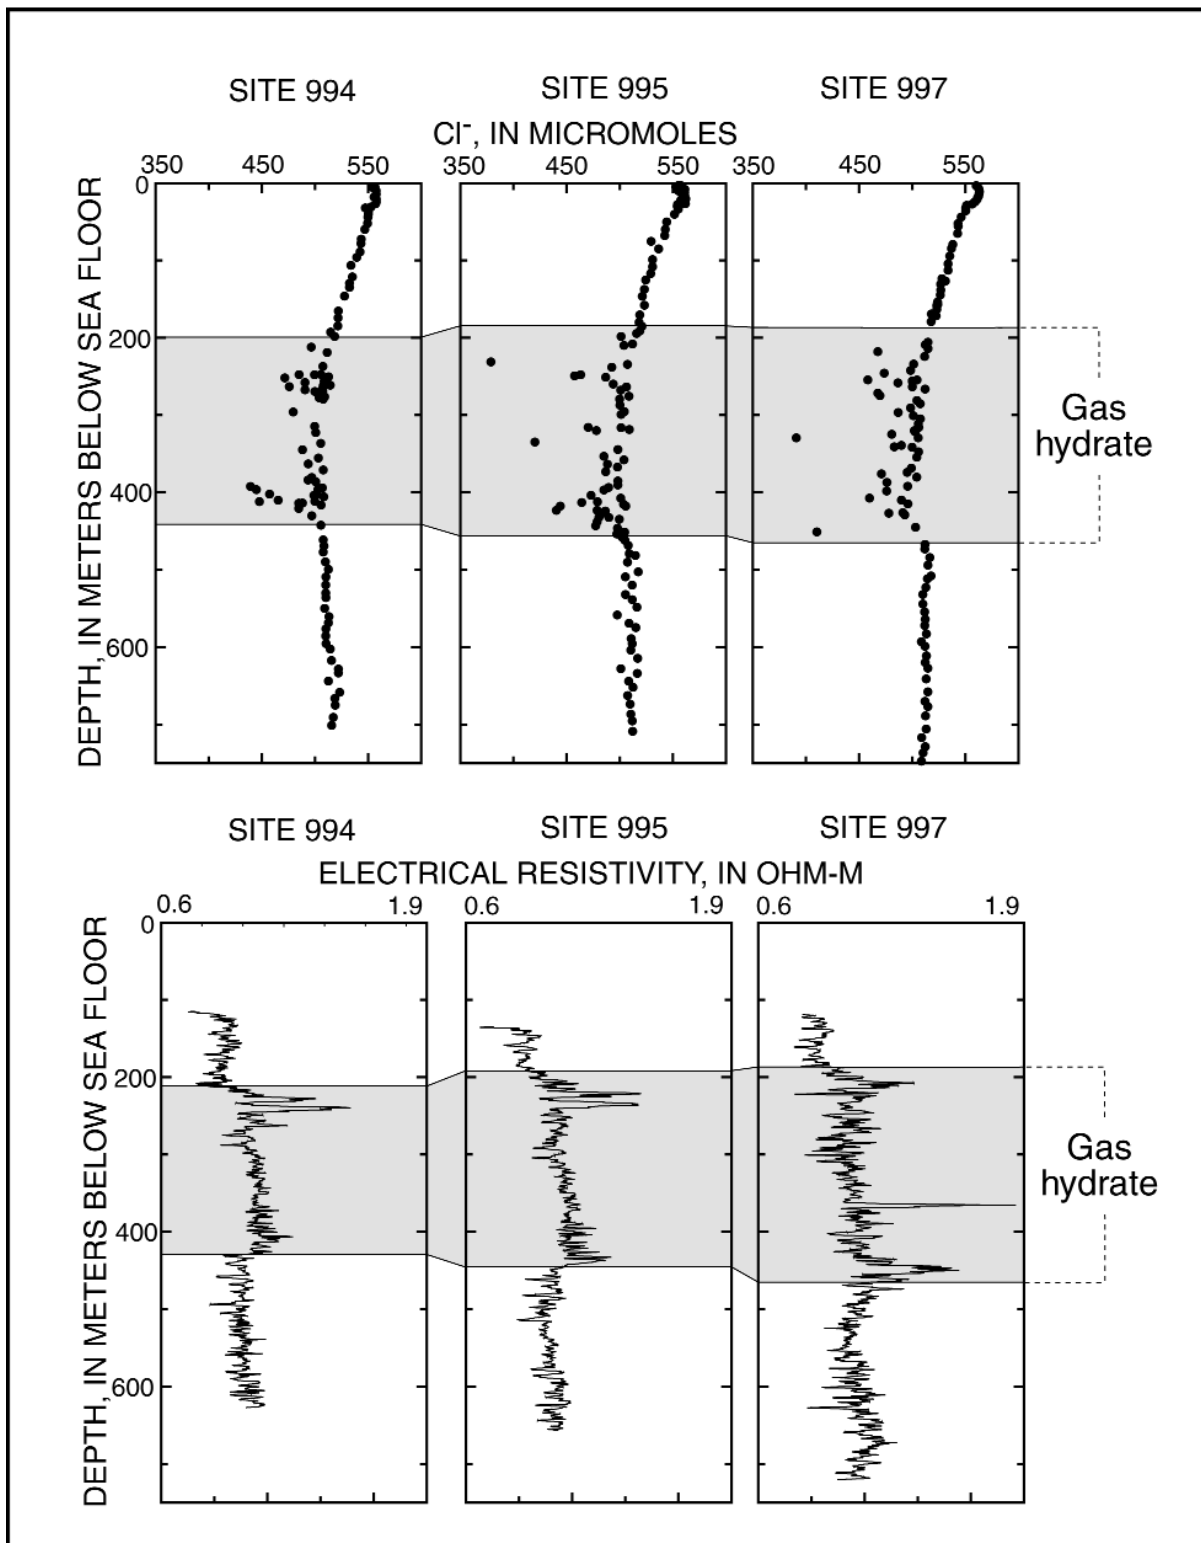 SITE 994
SITE 995
SITE 997
Cl⁻, IN MICROMOLES
350 450 550
350 450 550
350 450 550
DEPTH, IN METERS BELOW SEA FLOOR
0
200
400
600
Gas
hydrate
SITE 994
SITE 995
SITE 997
ELECTRICAL RESISTIVITY, IN OHM-M
0.6 1.9
0.6 1.9
0.6 1.9
DEPTH, IN METERS BELOW SEA FLOOR
0
200
400
600
Gas
hydrate